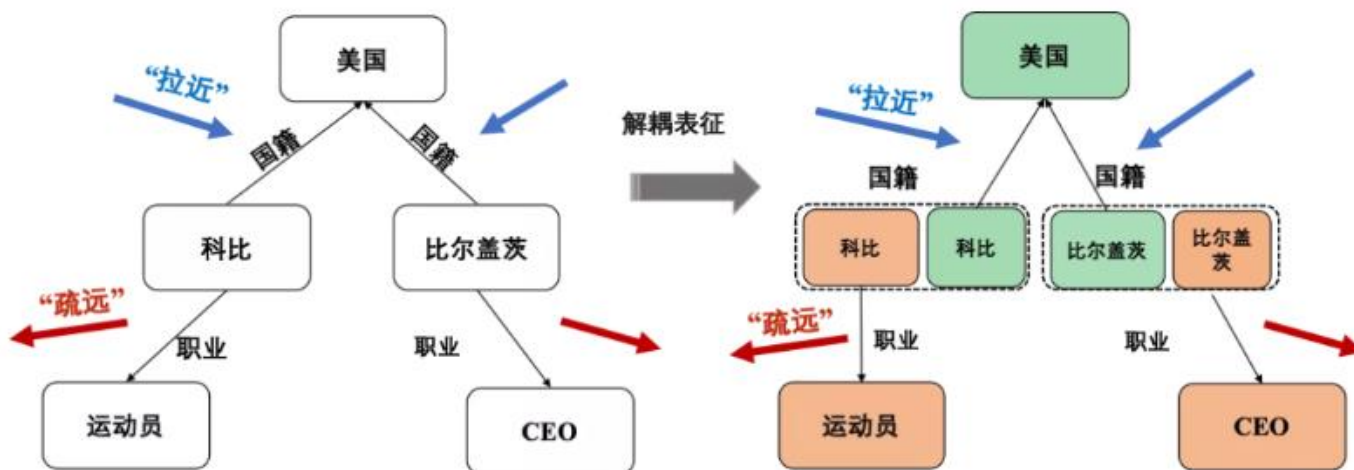 美国
“拉近”
国籍
国籍
科比
比尔盖茨
“疏远”
职业
职业
运动员
CEO
解耦表征
美国
“拉近”
国籍
国籍
科比
科比
比尔盖茨
比尔盖
茨
“疏远”
职业
职业
运动员
CEO